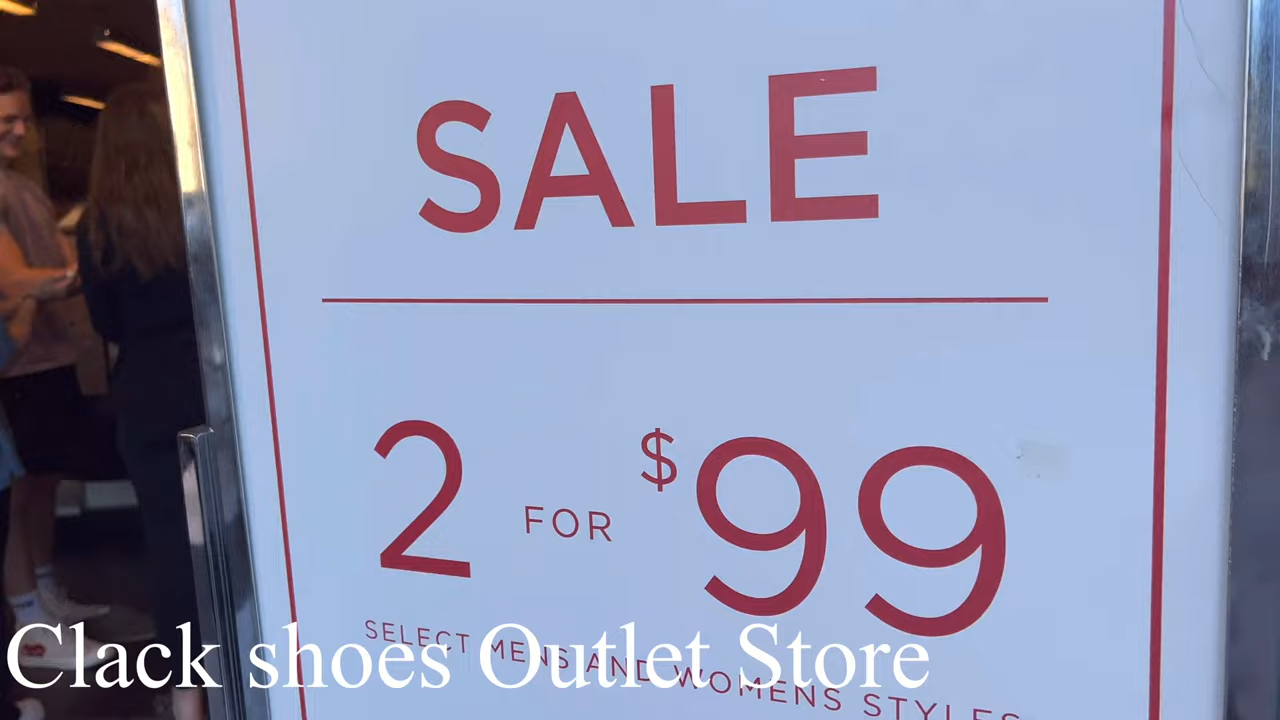 SALE
2 FOR $99
SELECT MENS AND WOMENS STYLES
Clack shoes Outlet Store